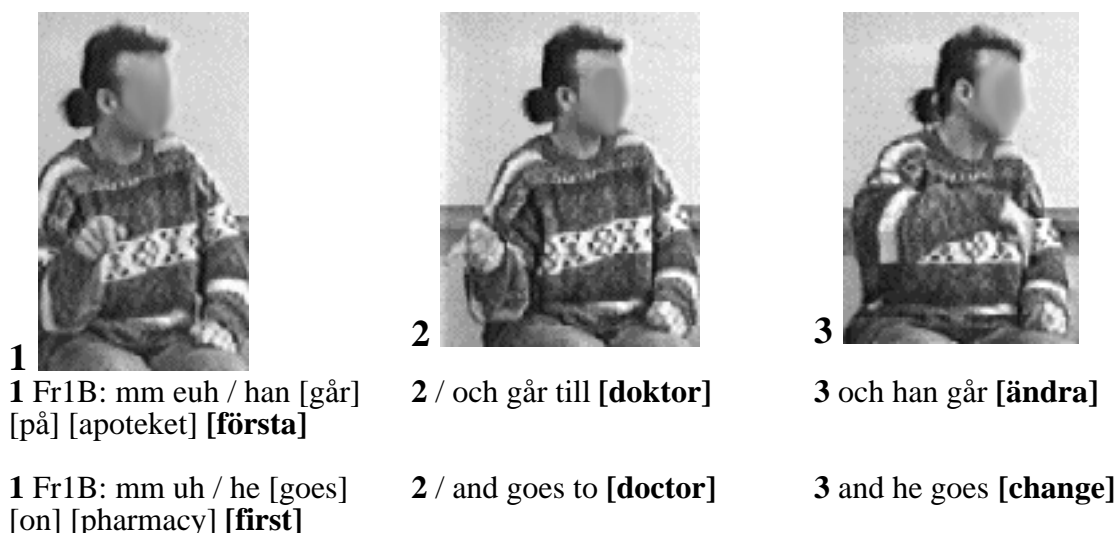 1
2
3
1 Fr1B: mm euh / han [går]
[på] [apoteket] [första]
2 / och går till [doktor]
3 och han går [ändra]
1 Fr1B: mm uh / he [goes]
[on] [pharmacy] [first]
2 / and goes to [doctor]
3 and he goes [change]